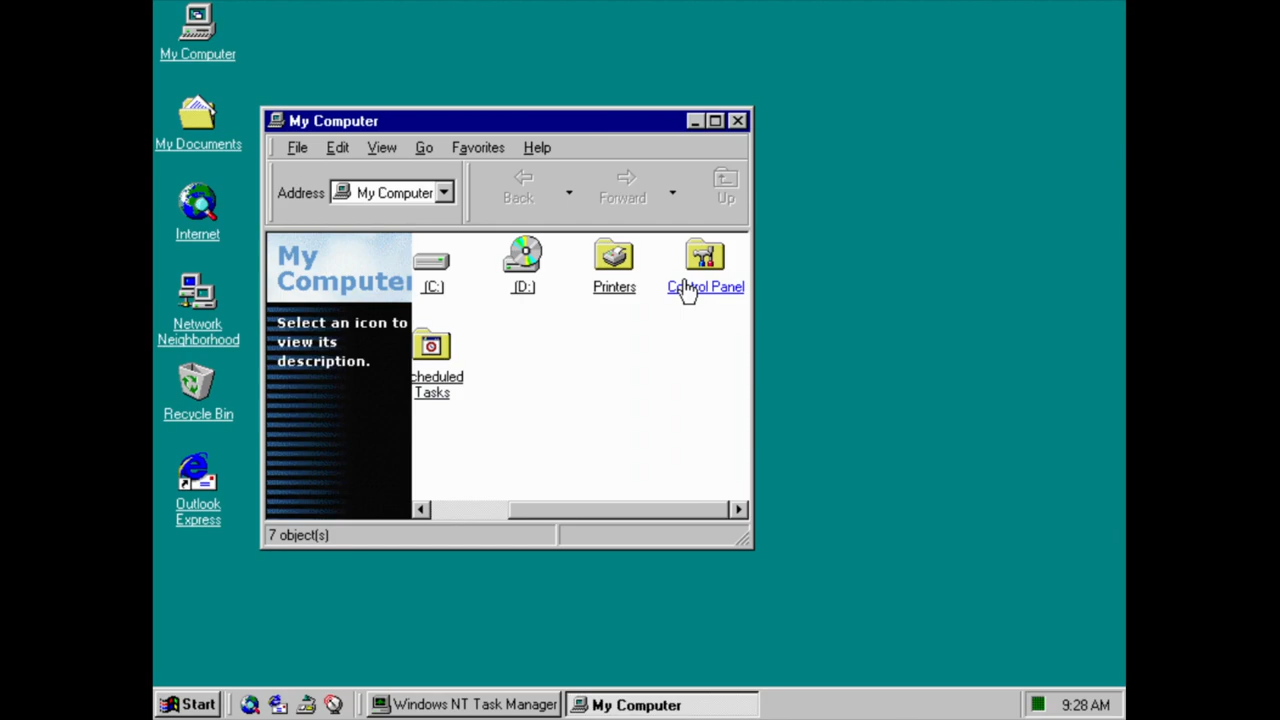 My Computer
My Documents
Internet
Network
Neighborhood
Recycle Bin
Outlook
Express
My Computer
File Edit View Go Favorites Help
Address My Computer Back Forward Up
My
Computer
Select an icon to
view its
description.
(C:) (D:) Printers Control Panel
cheduled
Tasks
7 object(s)
Start Windows NT Task Manager My Computer 9:28 AM